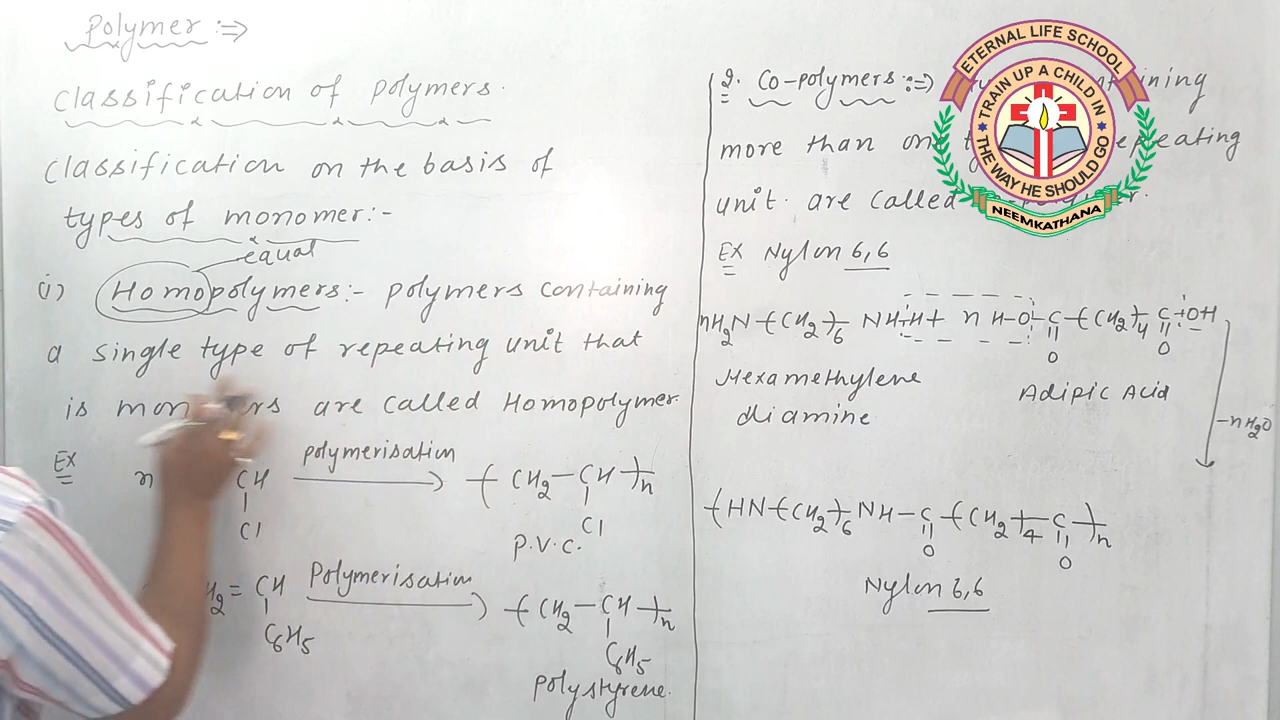 Polymer :⇒
Classification of polymers.
Classification on the basis of
types of monomer:-
equal
(i) Homopolymers:- polymers containing
a single type of repeating unit that
is are called Homopolymer.
Ex n CH polymerisation —( CH2 — CH )—n
Cl Cl
P.V.C.
H2 = CH Polymerisation —( CH2 — CH )—n
C6H5 C6H5
polystyrene.
2. Co-polymers :⇒
more than repeating
unit. are called
Ex Nylon 6,6
nH2N —(CH2)—6 NH H + n H-O — C —(CH2)—4 C OH
O O
Hexamethylene Adipic Acid
diamine
-nH2O
—( HN —(CH2)—6 NH — C —(CH2)—4 C )—n
O O
Nylon 6,6
ETERNAL LIFE SCHOOL
TRAIN UP A CHILD IN
THE WAY HE SHOULD GO
NEEMKATHANA